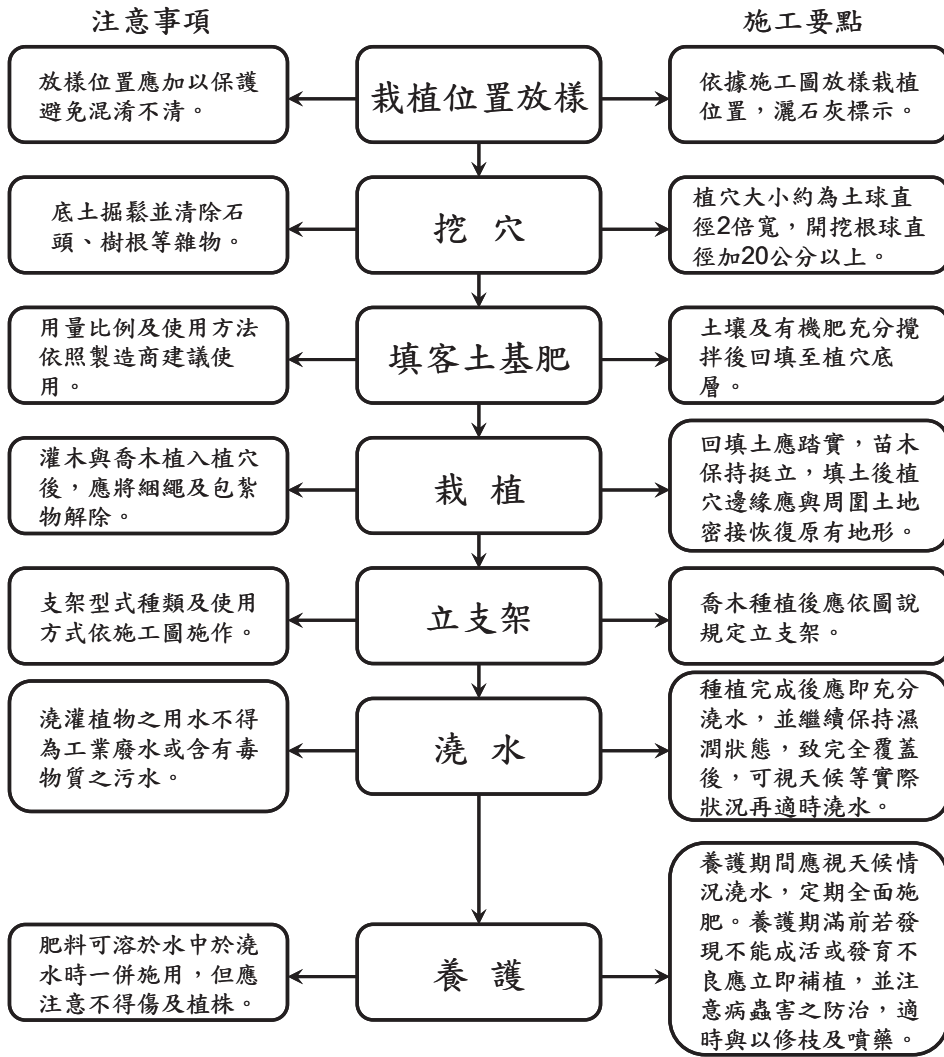 注意事項
施工要點
放樣位置應加以保護
避免混淆不清。
栽植位置放樣
依據施工圖放樣栽植
位置，灑石灰標示。
底土掘鬆並清除石
頭、樹根等雜物。
挖穴
植穴大小約為土球直
徑2倍寬，開挖根球直
徑加20公分以上。
用量比例及使用方法
依照製造商建議使
用。
填客土基肥
土壤及有機肥充分攪
拌後回填至植穴底
層。
灌木與喬木植入植穴
後，應將綑繩及包紮
物解除。
栽植
回填土應踏實，苗木
保持挺立，填土後植
穴邊緣應與周圍土地
密接恢復原有地形。
支架型式種類及使用
方式依施工圖施作。
立支架
喬木種植後應依圖說
規定立支架。
澆灌植物之用水不得
為工業廢水或含有毒
物質之污水。
澆水
種植完成後應即充分
澆水，並繼續保持濕
潤狀態，致完全覆蓋
後，可視天候等實際
狀況再適時澆水。
肥料可溶於水中於澆
水時一併施用，但應
注意不得傷及植株。
養護
養護期間應視天候情
況澆水，定期全面施
肥。養護期滿前若發
現不能成活或發育不
良應立即補植，並注
意病蟲害之防治，適
時與以修枝及噴藥。